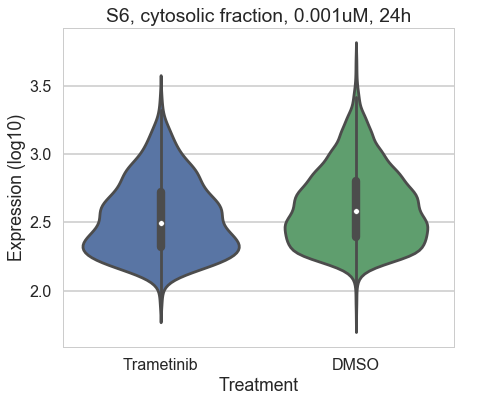 S6, cytosolic fraction, 0.001uM, 24h
Expression (log10)
3.5
3.0
2.5
2.0
Trametinib
DMSO
Treatment